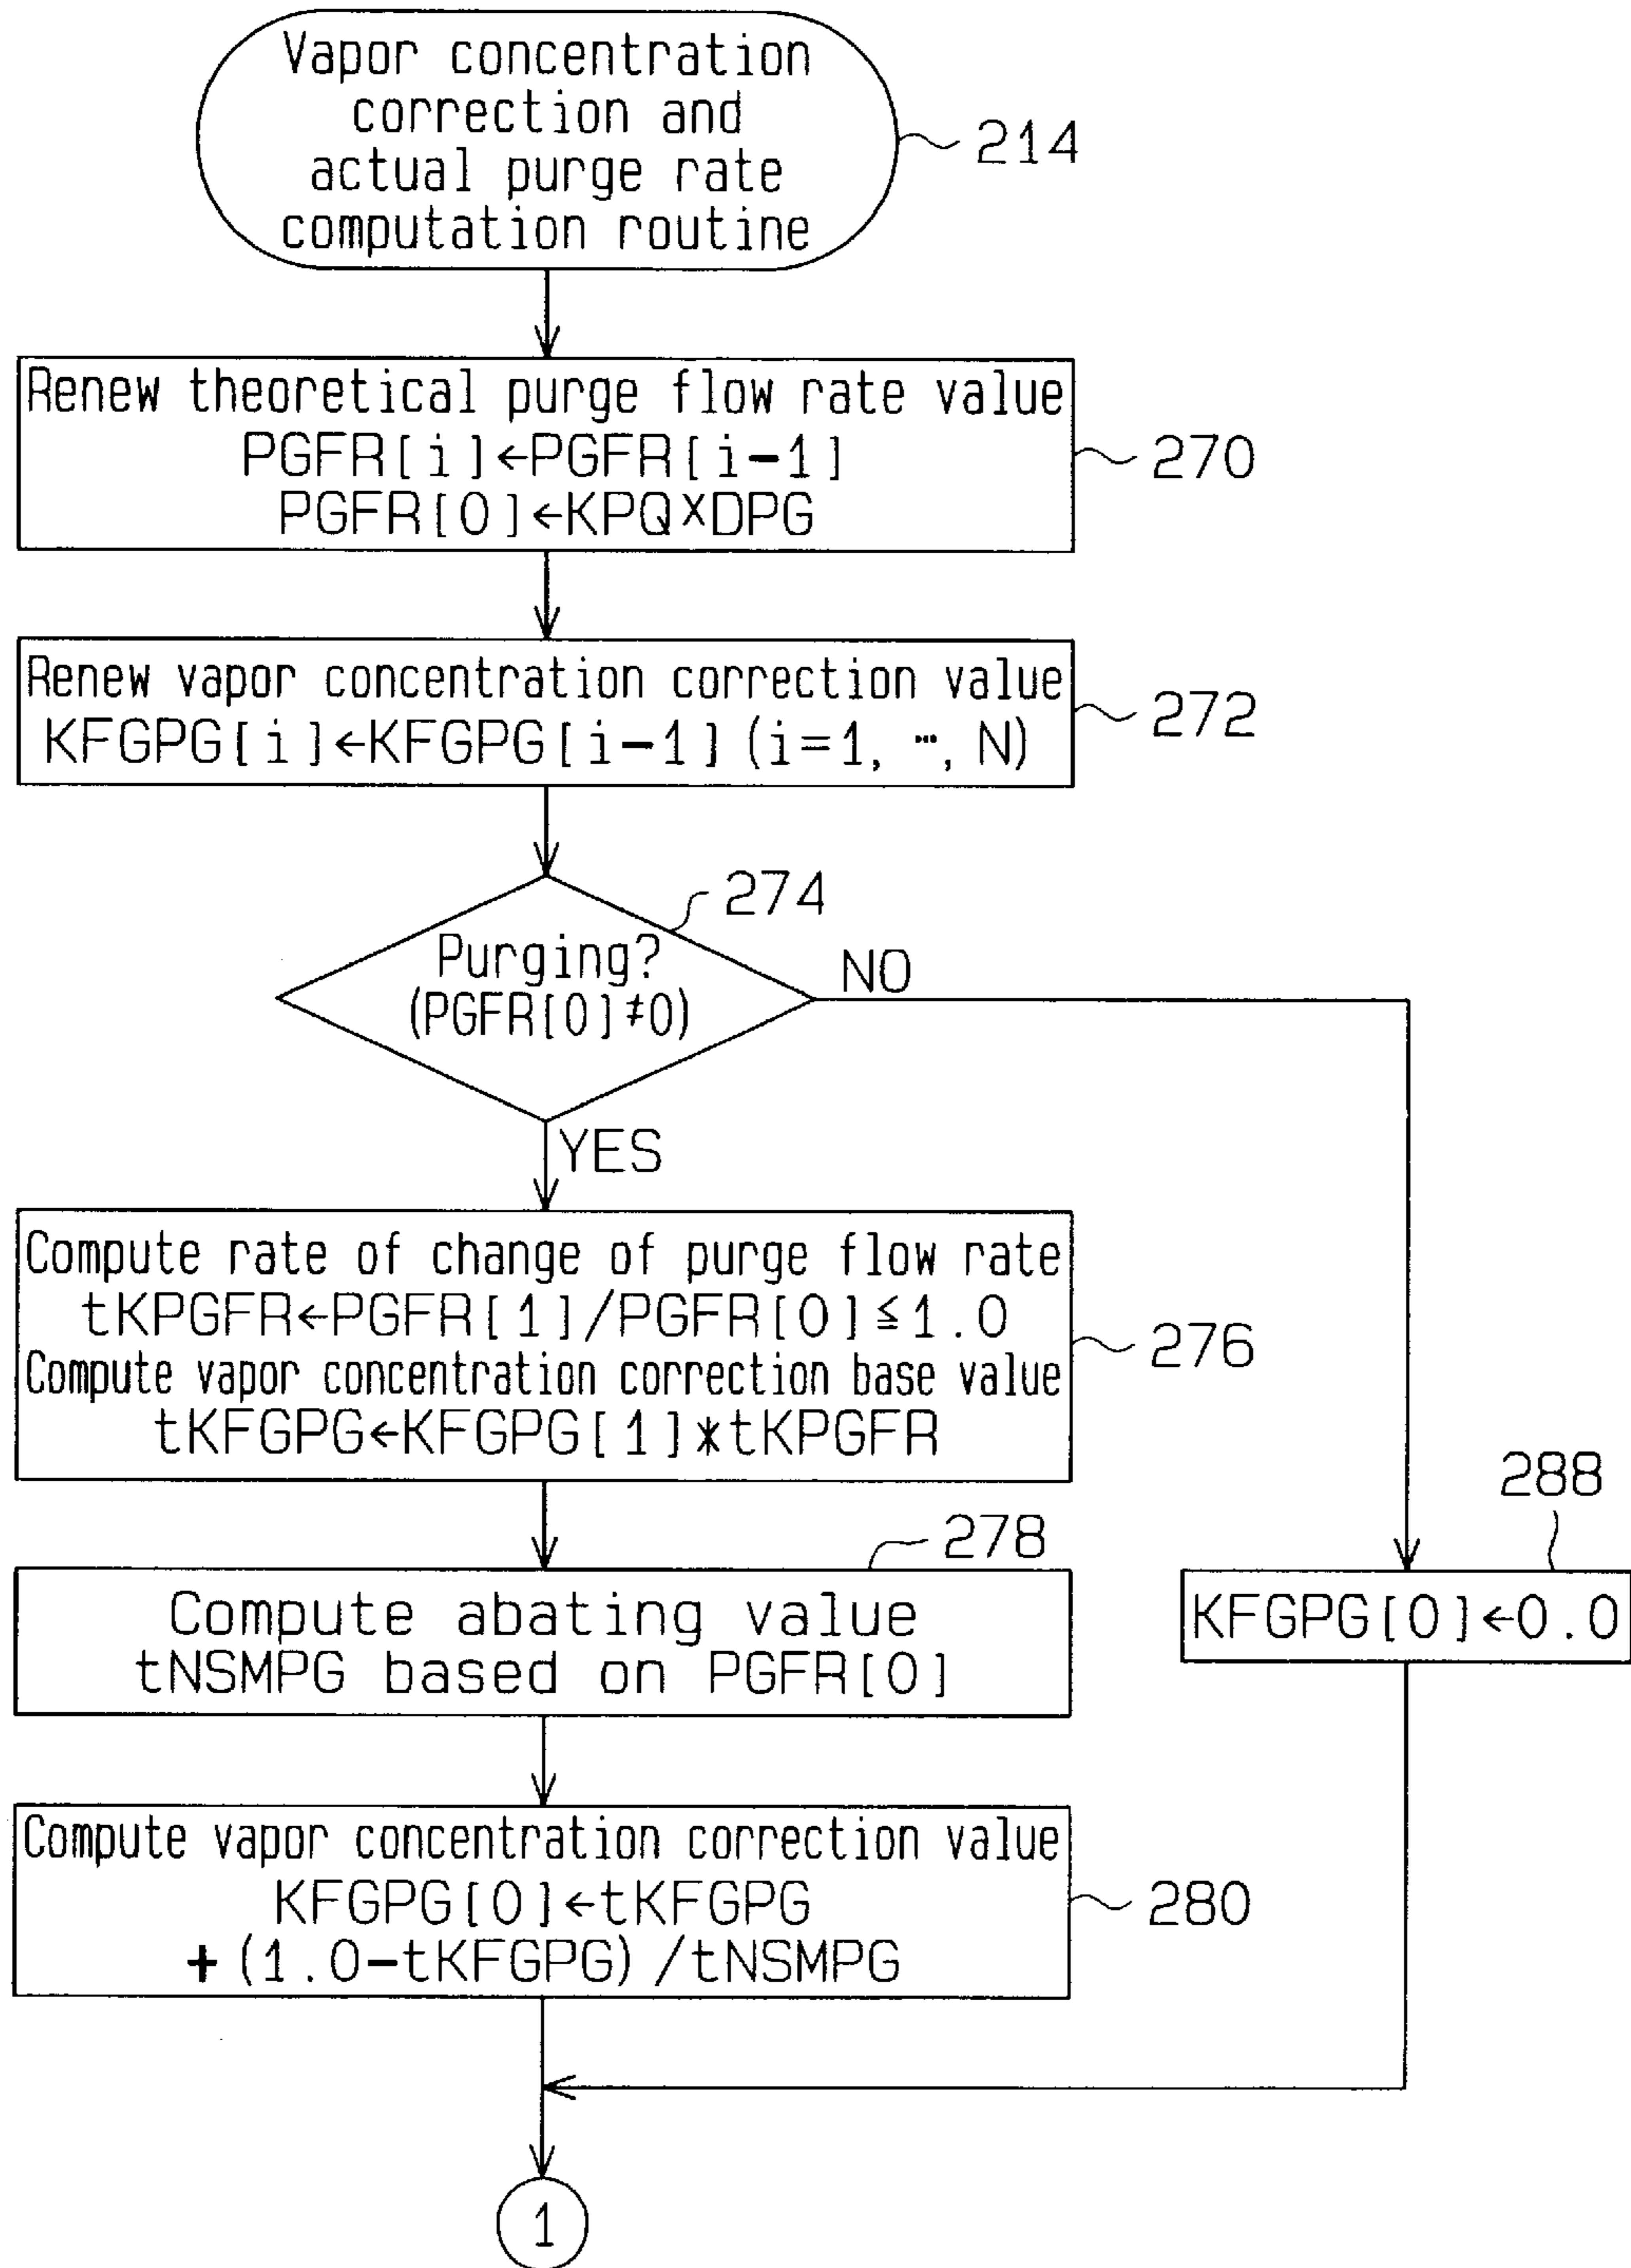 Vapor concentration
correction and
actual purge rate
computation routine
214
Renew theoretical purge flow rate value
PGFR[i]←PGFR[i-1]
PGFR[0]←KPQ×DPG
270
Renew vapor concentration correction value
KFGPG[i]←KFGPG[i-1](i=1, …, N)
272
274
Purging?
(PGFR[0]≠0)
NO
YES
Compute rate of change of purge flow rate
tKPGFR←PGFR[1]/PGFR[0]≦1.0
Compute vapor concentration correction base value
tKFGPG←KFGPG[1]*tKPGFR
276
278
Compute abating value
tNSMPG based on PGFR[0]
288
KFGPG[0]←0.0
Compute vapor concentration correction value
KFGPG[0]←tKFGPG
+(1.0-tKFGPG)/tNSMPG
280
1